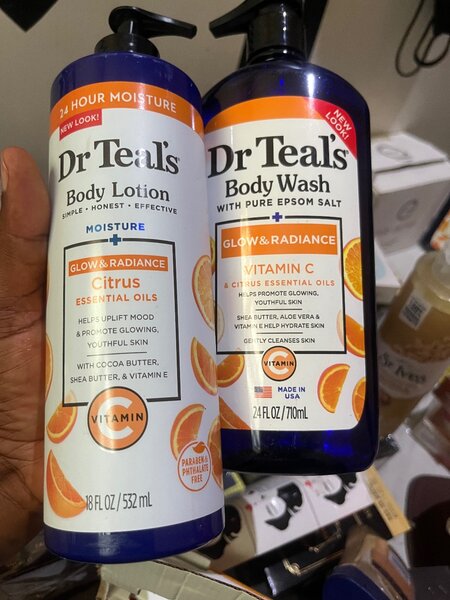 24 HOUR MOISTURE
NEW LOOK!
Dr Teal's®
Body Lotion
SIMPLE • HONEST • EFFECTIVE
MOISTURE
+
GLOW & RADIANCE
Citrus
ESSENTIAL OILS
HELPS UPLIFT MOOD
& PROMOTE GLOWING,
YOUTHFUL SKIN
WITH COCOA BUTTER,
SHEA BUTTER, & VITAMIN E
C
VITAMIN
PARABEN &
PHTHALATE
FREE
18 FL OZ / 532 mL
NEW
LOOK!
Dr Teal's®
Body Wash
WITH PURE EPSOM SALT
+
GLOW & RADIANCE
VITAMIN C
& CITRUS ESSENTIAL OILS
HELPS PROMOTE GLOWING,
YOUTHFUL SKIN
SHEA BUTTER, ALOE VERA &
VITAMIN E HELP HYDRATE SKIN
GENTLY CLEANSES SKIN
C
VITAMIN
MADE IN
USA
24 FL OZ / 710mL
St. Ives